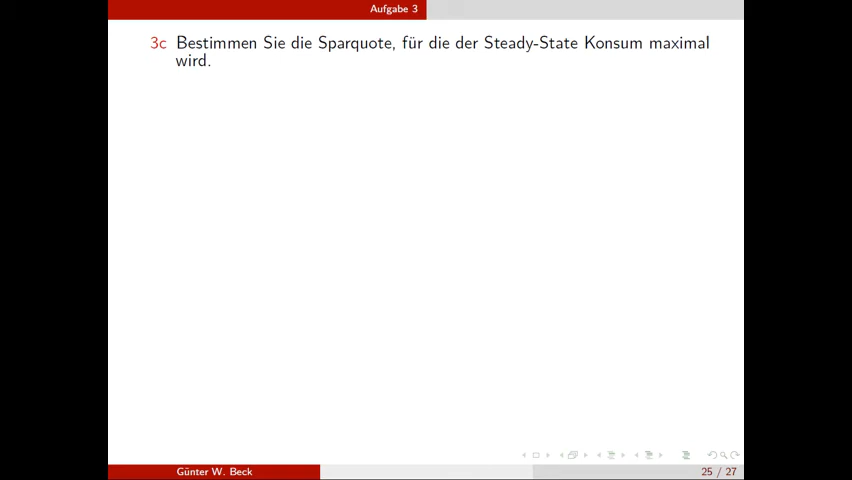 Aufgabe 3
3c Bestimmen Sie die Sparquote, für die der Steady-State Konsum maximal
wird.
Günter W. Beck
25 / 27